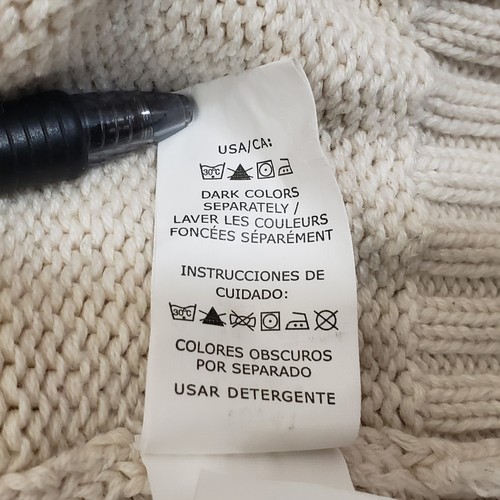 USA/CA:
30°C
DARK COLORS
SEPARATELY /
LAVER LES COULEURS
FONCÉES SÉPARÉMENT
INSTRUCCIONES DE
CUIDADO:
30°C
COLORES OBSCUROS
POR SEPARADO
USAR DETERGENTE